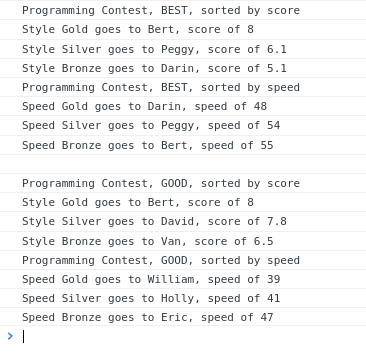 Programming Contest, BEST, sorted by score
Style Gold goes to Bert, score of 8
Style Silver goes to Peggy, score of 6.1
Style Bronze goes to Darin, score of 5.1
Programming Contest, BEST, sorted by speed
Speed Gold goes to Darin, speed of 48
Speed Silver goes to Peggy, speed of 54
Speed Bronze goes to Bert, speed of 55
Programming Contest, GOOD, sorted by score
Style Gold goes to Bert, score of 8
Style Silver goes to David, score of 7.8
Style Bronze goes to Van, score of 6.5
Programming Contest, GOOD, sorted by speed
Speed Gold goes to William, speed of 39
Speed Silver goes to Holly, speed of 41
Speed Bronze goes to Eric, speed of 47